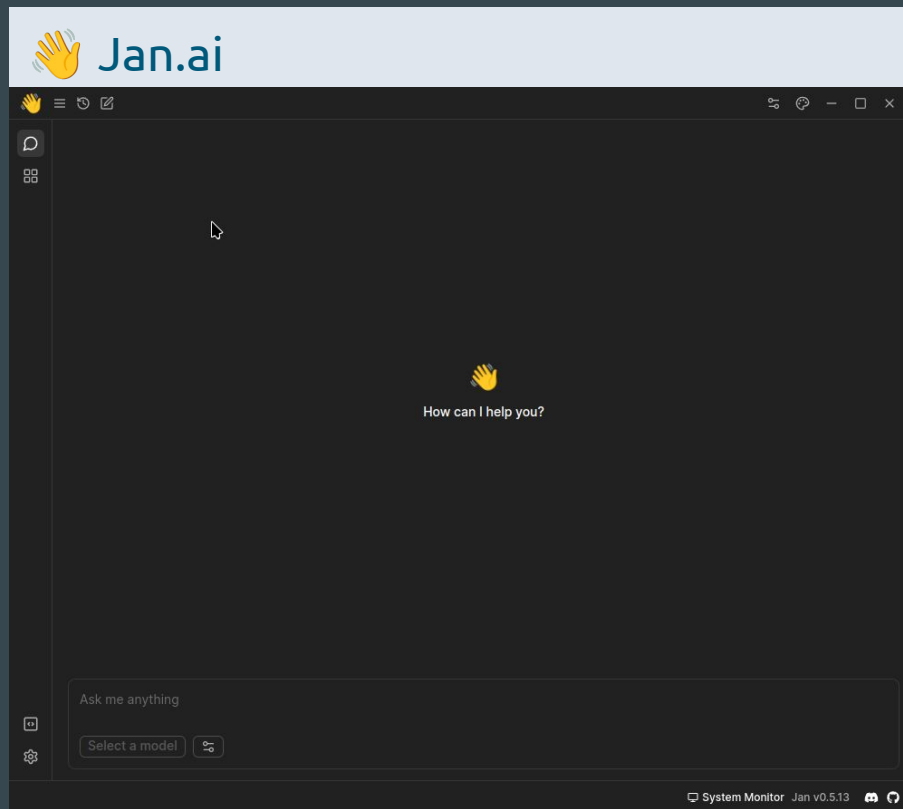 Jan.ai
How can I help you?
Ask me anything
Select a model
System Monitor Jan v0.5.13